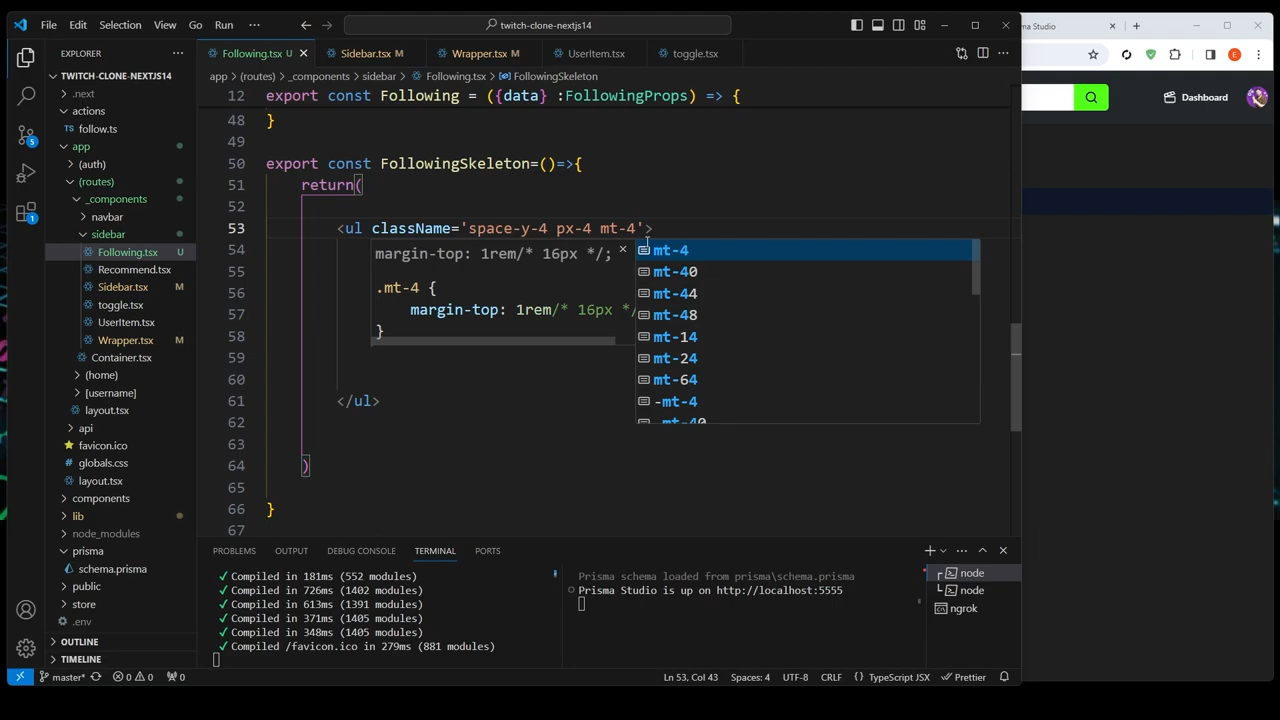 File Edit Selection View Go Run ···
twitch-clone-nextjs14
ma Studio
EXPLORER
Following.tsx U
Sidebar.tsx M
Wrapper.tsx M
UserItem.tsx
toggle.tsx
E
TWITCH-CLONE-NEXTJS14
.next
actions
follow.ts
app
(auth)
(routes)
_components
navbar
sidebar
Following.tsx U
Recommend.tsx
Sidebar.tsx M
toggle.tsx
UserItem.tsx
Wrapper.tsx M
Container.tsx
(home)
[username]
layout.tsx
api
favicon.ico
globals.css
layout.tsx
components
lib
node_modules
prisma
schema.prisma
public
store
.env
OUTLINE
TIMELINE
5
1
app > (routes) > _components > sidebar > Following.tsx > FollowingSkeleton
12 export const Following = ({data} :FollowingProps) => {
48 }
49
50 export const FollowingSkeleton=()=>{
51 return(
52
53 <ul className='space-y-4 px-4 mt-4'>
54
55
56
57
58
59
60
61 </ul>
62
63
64 )
65
66 }
67
margin-top: 1rem/* 16px */;
.mt-4 {
margin-top: 1rem/* 16px */
}
mt-4
mt-40
mt-44
mt-48
mt-14
mt-24
mt-64
-mt-4
-mt-40
Dashboard
PROBLEMS OUTPUT DEBUG CONSOLE TERMINAL PORTS
✓ Compiled in 181ms (552 modules)
✓ Compiled in 726ms (1402 modules)
✓ Compiled in 613ms (1391 modules)
✓ Compiled in 371ms (1405 modules)
✓ Compiled in 348ms (1405 modules)
✓ Compiled /favicon.ico in 279ms (881 modules)
Prisma schema loaded from prisma\schema.prisma
Prisma Studio is up on http://localhost:5555
node
node
ngrok
master* 0 0 0
Ln 53, Col 43 Spaces: 4 UTF-8 CRLF {} TypeScript JSX Prettier